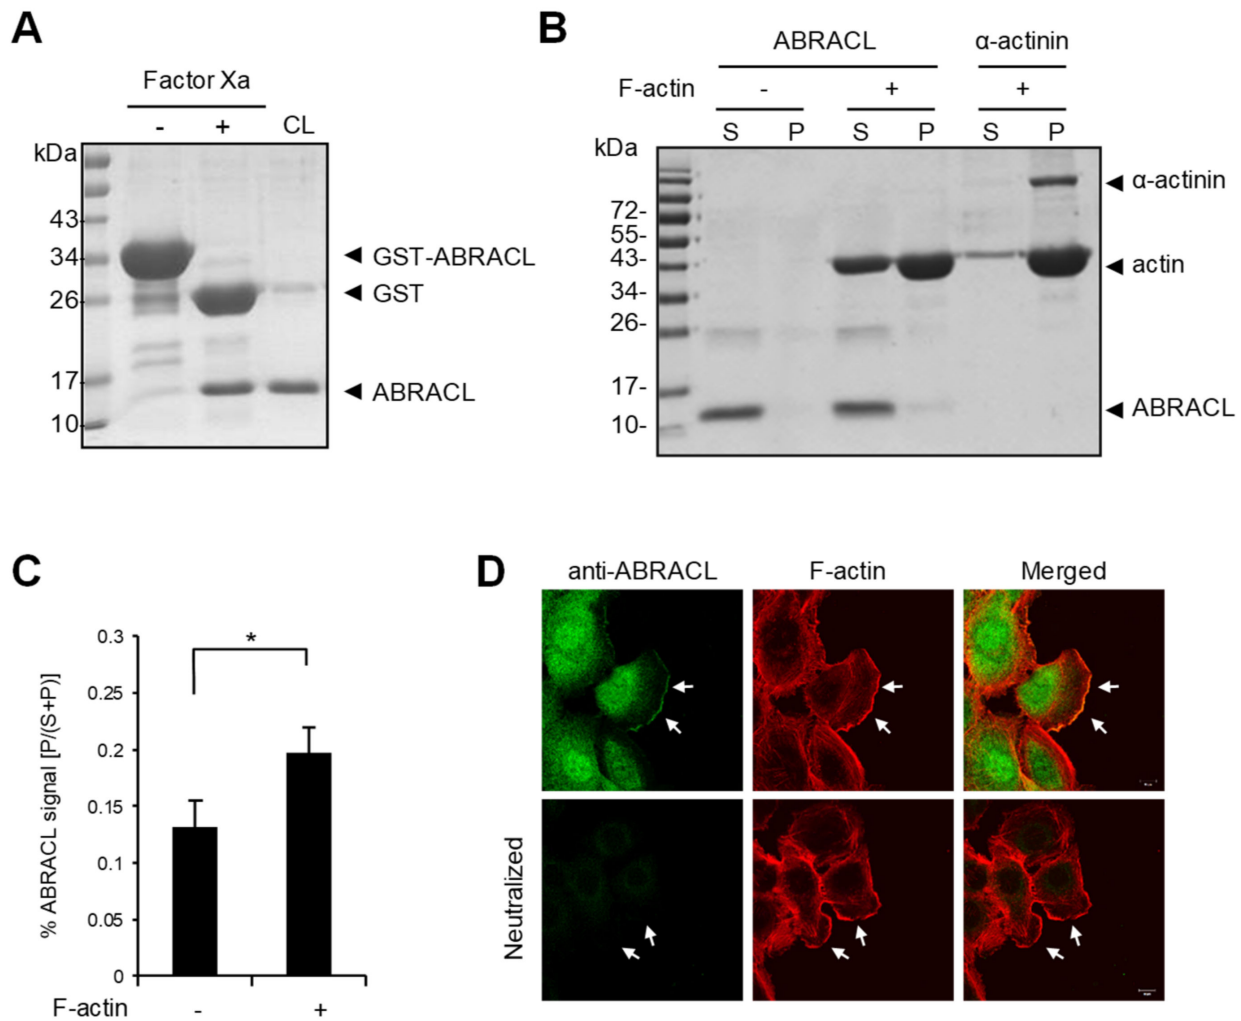 A
Factor Xa
- + CL
kDa
43
34
26
17
10
GST-ABRACL
GST
ABRACL
B
ABRACL α-actinin
F-actin - + +
S P S P S P
kDa
72-
55-
43-
34-
26-
17-
10-
α-actinin
actin
ABRACL
C
% ABRACL signal [P/(S+P)]
0.3
0.25
0.2
0.15
0.1
0.05
0
*
F-actin - +
D
anti-ABRACL F-actin Merged
Neutralized